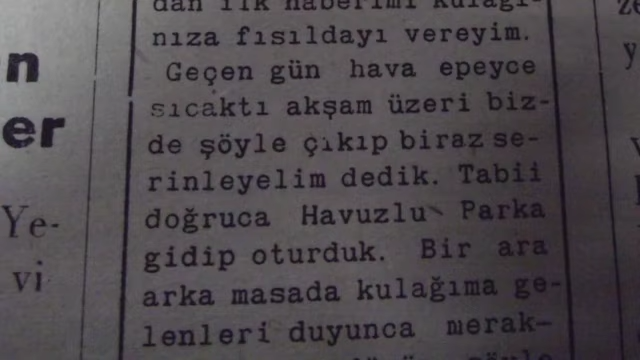 dan ilk haberimi kulağı-
nıza fısıldayı vereyim.
Geçen gün hava epeyce
sıcaktı akşam üzeri biz-
de şöyle çıkıp biraz se-
rinleyelim dedik. Tabii
doğruca Havuzlu Parka
gidip oturduk. Bir ara
arka masada kulağıma ge-
lenleri duyunca merak-
n
er
Ye-
vi
ze
y